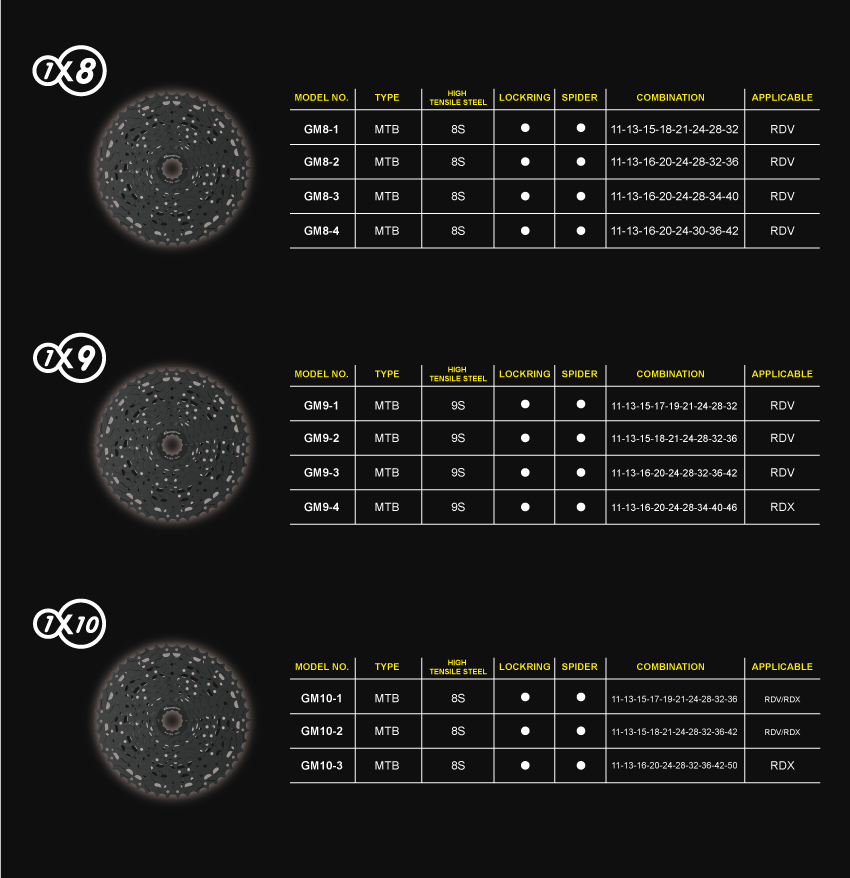 1X8
MODEL NO. TYPE HIGH TENSILE STEEL LOCKRING SPIDER COMBINATION APPLICABLE
GM8-1 MTB 8S ● ● 11-13-15-18-21-24-28-32 RDV
GM8-2 MTB 8S ● ● 11-13-16-20-24-28-32-36 RDV
GM8-3 MTB 8S ● ● 11-13-16-20-24-28-34-40 RDV
GM8-4 MTB 8S ● ● 11-13-16-20-24-30-36-42 RDV
1X9
MODEL NO. TYPE HIGH TENSILE STEEL LOCKRING SPIDER COMBINATION APPLICABLE
GM9-1 MTB 9S ● ● 11-13-15-17-19-21-24-28-32 RDV
GM9-2 MTB 9S ● ● 11-13-15-18-21-24-28-32-36 RDV
GM9-3 MTB 9S ● ● 11-13-16-20-24-28-32-36-42 RDV
GM9-4 MTB 9S ● ● 11-13-16-20-24-28-34-40-46 RDX
1X10
MODEL NO. TYPE HIGH TENSILE STEEL LOCKRING SPIDER COMBINATION APPLICABLE
GM10-1 MTB 8S ● ● 11-13-15-17-19-21-24-28-32-36 RDV/RDX
GM10-2 MTB 8S ● ● 11-13-15-18-21-24-28-32-36-42 RDV/RDX
GM10-3 MTB 8S ● ● 11-13-16-20-24-28-32-36-42-50 RDX